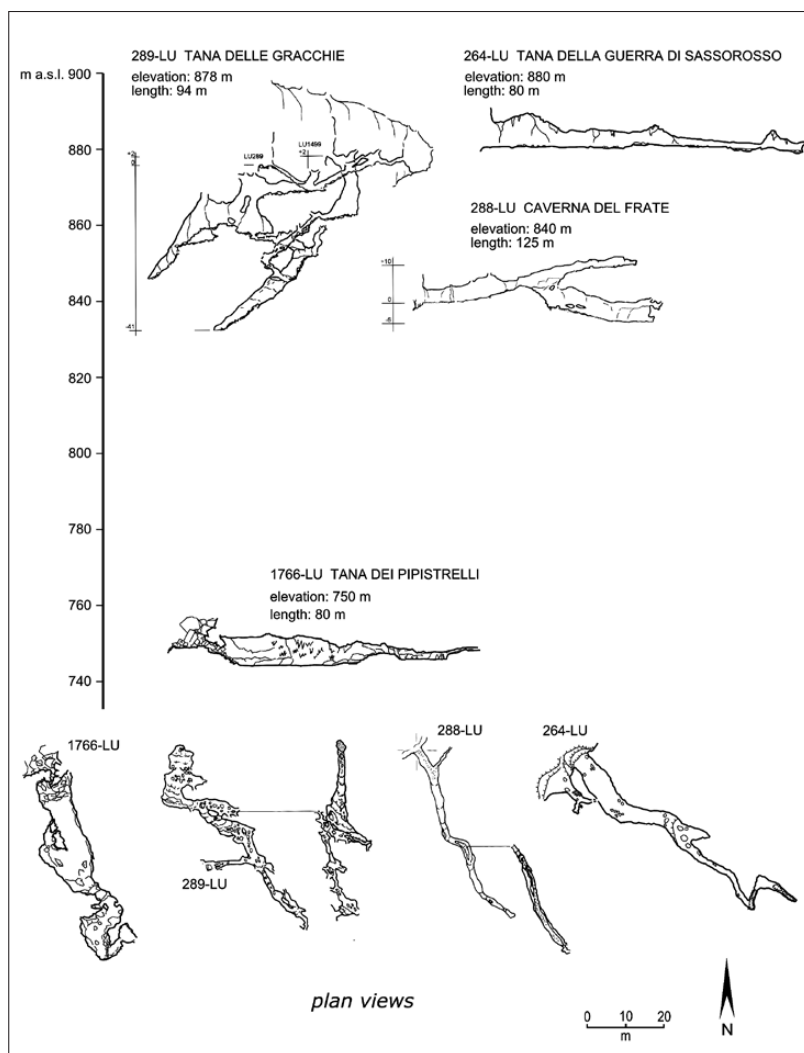 289-LU TANA DELLE GRACCHIE
elevation: 878 m
length: 94 m
264-LU TANA DELLA GUERRA DI SASSOROSSO
elevation: 880 m
length: 80 m
m a.s.l. 900
880
860
840
820
800
780
760
740
+2
0
-41
LU289
LU1499
+2
288-LU CAVERNA DEL FRATE
elevation: 840 m
length: 125 m
+10
0
1766-LU TANA DEI PIPISTRELLI
elevation: 750 m
length: 80 m
1766-LU
289-LU
288-LU
264-LU
plan views
0 10 20
m
N